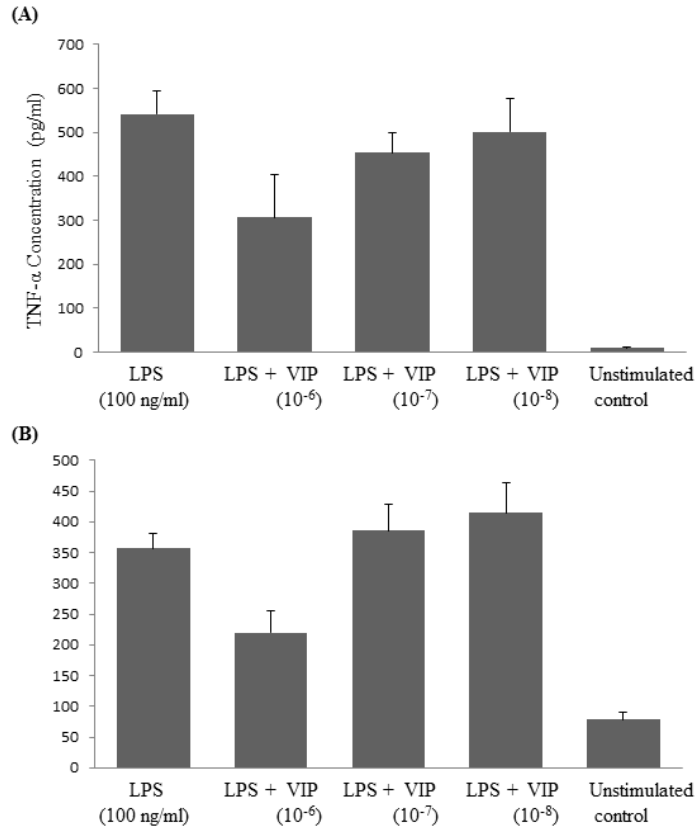 (A)
TNF-α Concentration (pg/ml)
700
600
500
400
300
200
100
0
LPS LPS + VIP LPS + VIP LPS + VIP Unstimulated
(100 ng/ml) (10⁻⁶) (10⁻⁷) (10⁻⁸) control
(B)
500
450
400
350
300
250
200
150
100
50
0
LPS LPS + VIP LPS + VIP LPS + VIP Unstimulated
(100 ng/ml) (10⁻⁶) (10⁻⁷) (10⁻⁸) control